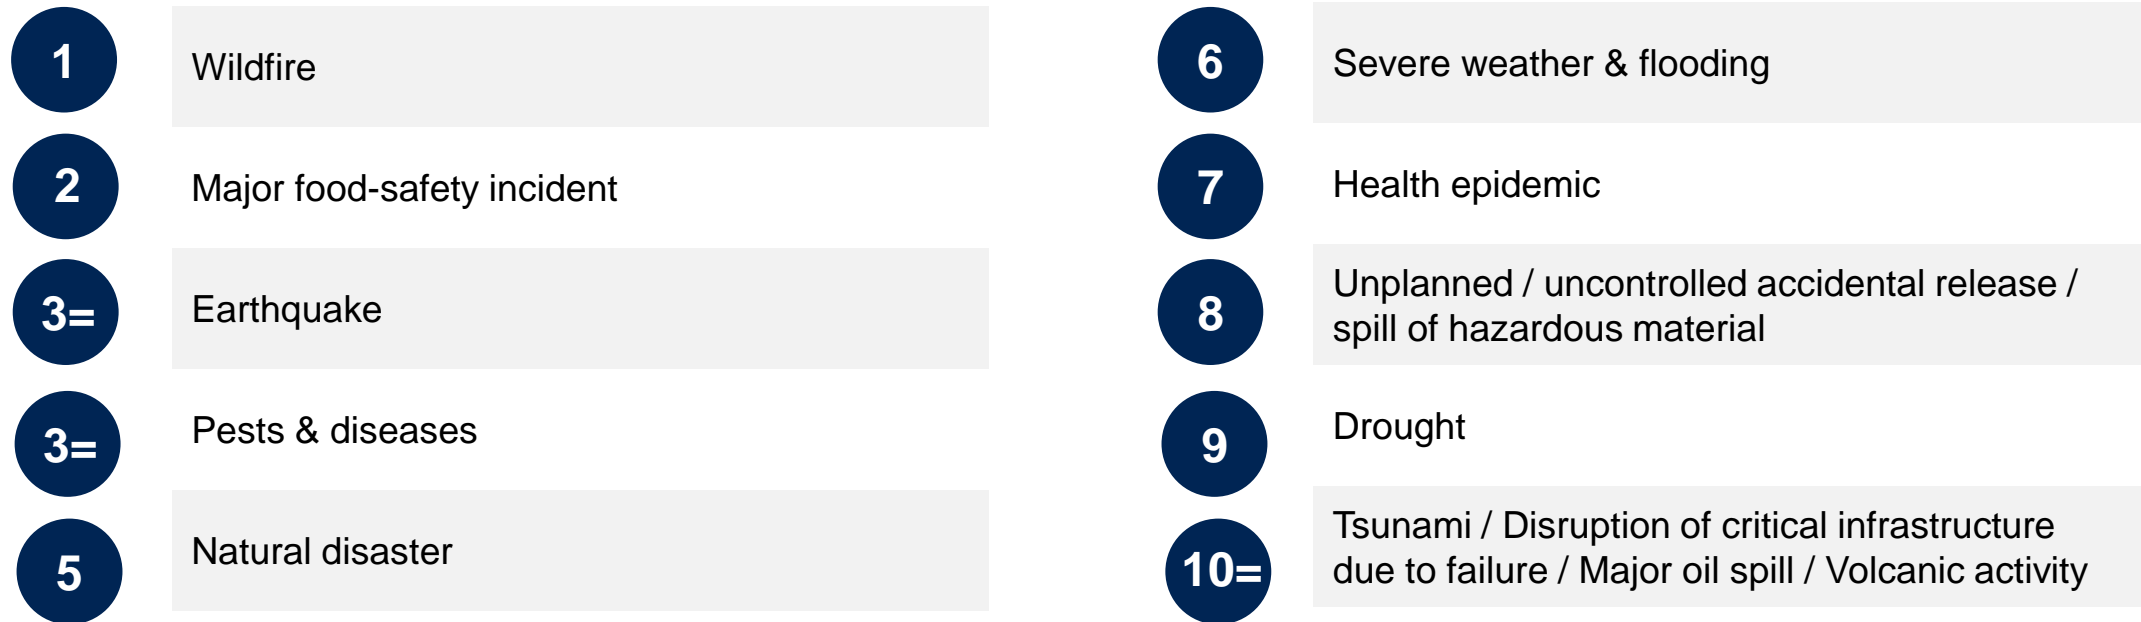 1
Wildfire
2
Major food-safety incident
3=
Earthquake
3=
Pests & diseases
5
Natural disaster
6
Severe weather & flooding
7
Health epidemic
8
Unplanned / uncontrolled accidental release /
spill of hazardous material
9
Drought
10=
Tsunami / Disruption of critical infrastructure
due to failure / Major oil spill / Volcanic activity